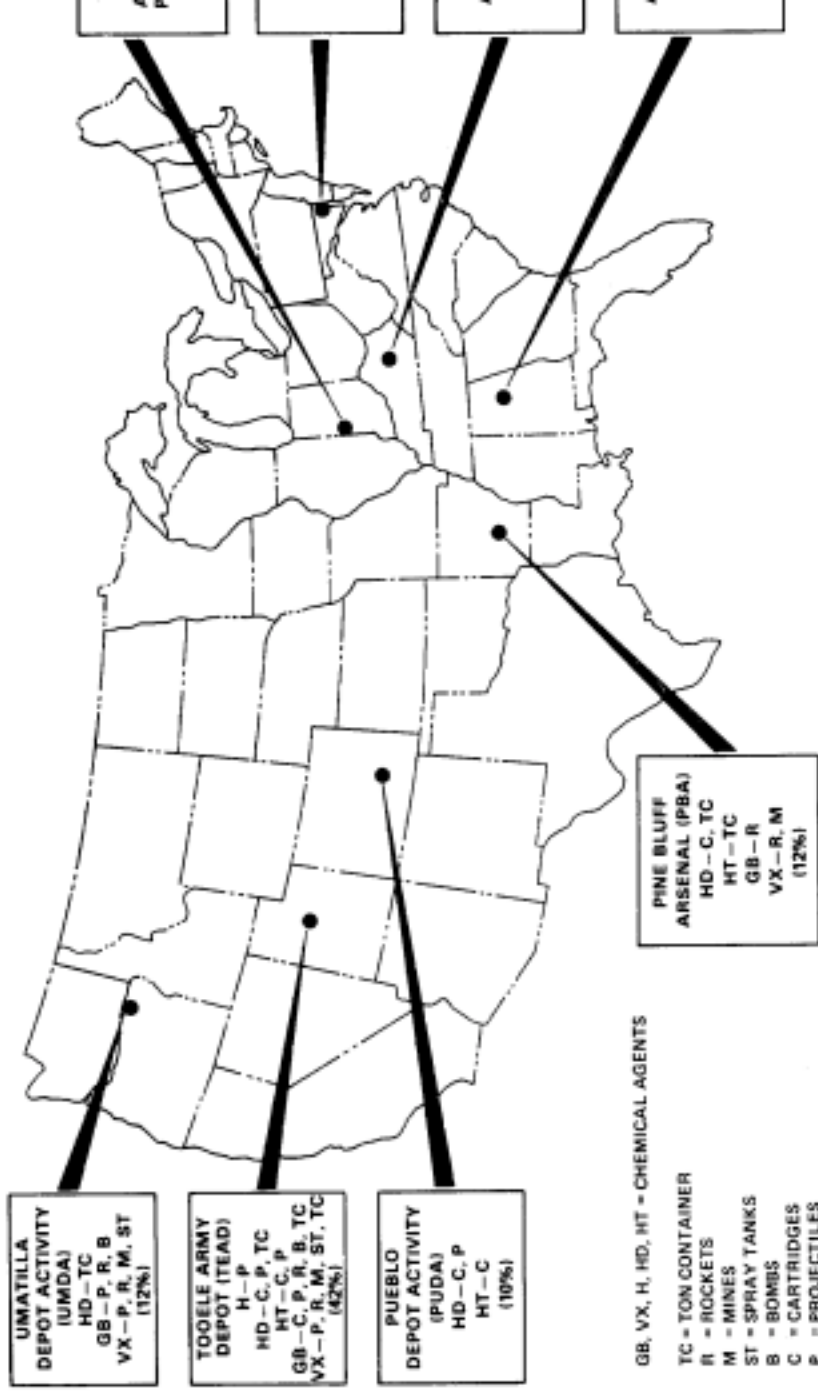 UMATILLA
DEPOT ACTIVITY
(UMDA)
HD – TC
GB – P, R, B
VX – P, R, M, ST
(12%)
TOOELE ARMY
DEPOT (TEAD)
H – P
HD – C, P, TC
HT – C, P
GB – C, P, R, B, TC
VX – P, R, M, ST, TC
(42%)
PUEBLO
DEPOT ACTIVITY
(PUDA)
HD – C, P
HT – C
(10%)
PINE BLUFF
ARSENAL (PBA)
HD – C, TC
HT – TC
GB – R
VX – R, M
(12%)
GB, VX, H, HD, HT = CHEMICAL AGENTS
TC = TON CONTAINER
R = ROCKETS
M = MINES
ST = SPRAY TANKS
B = BOMBS
C = CARTRIDGES
P = PROJECTILES